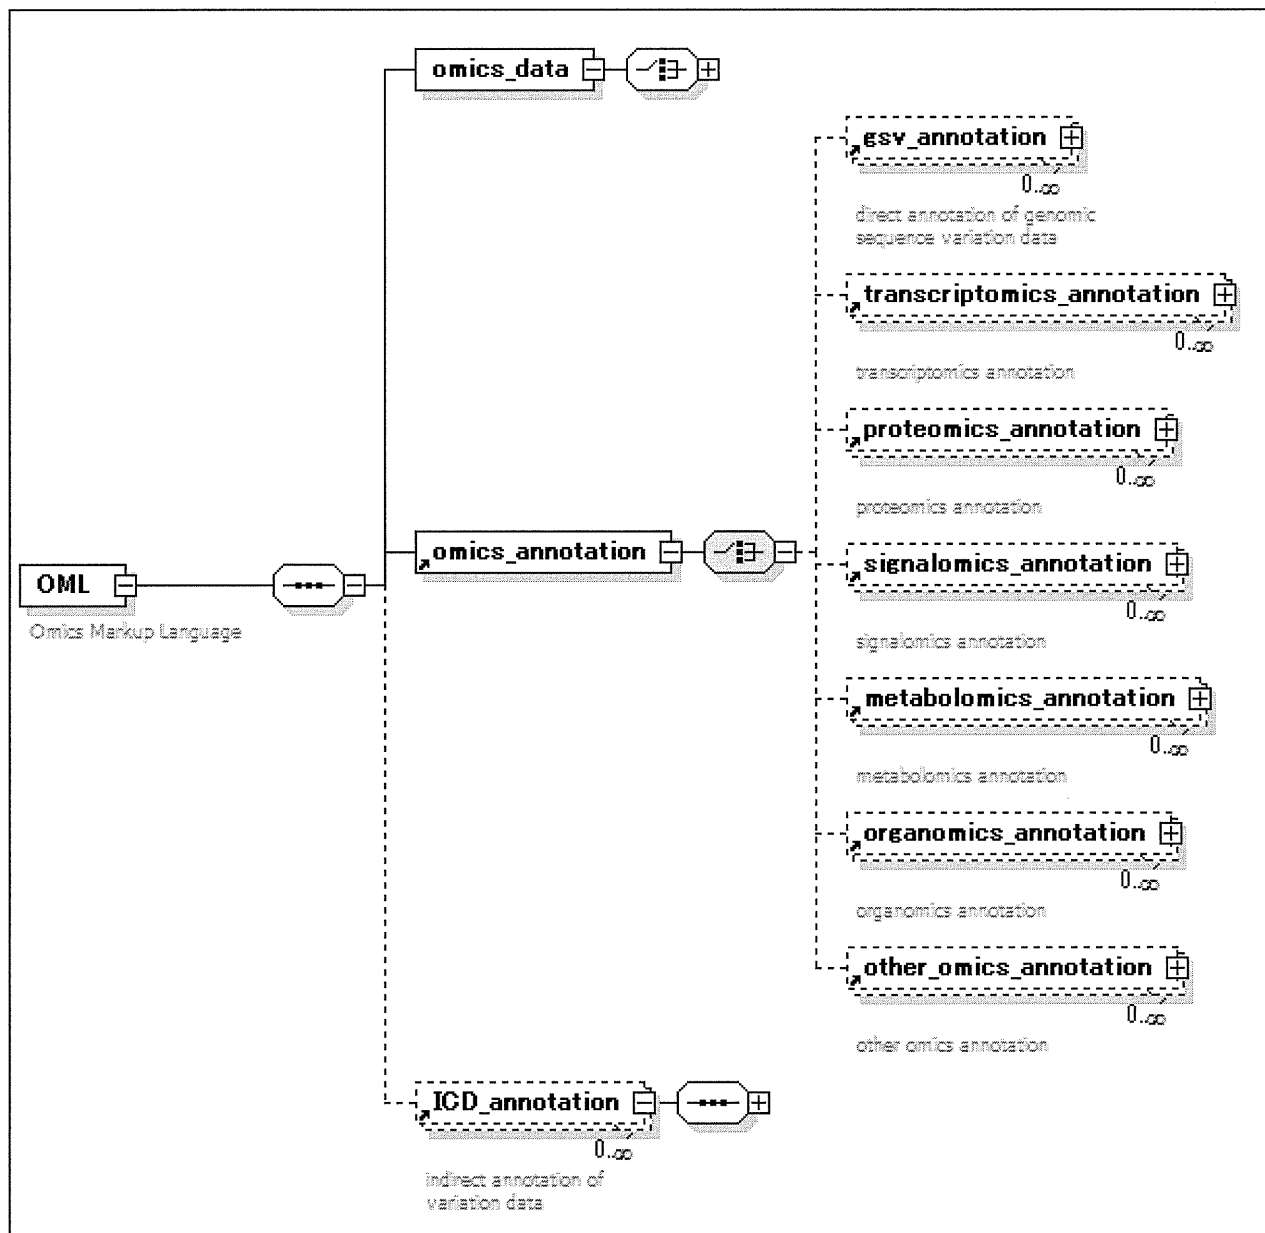 omics_data
gsv_annotation
0..∞
direct annotation of genomic
sequence variation data
transcriptomics_annotation
0..∞
transcriptomics annotation
proteomics_annotation
0..∞
proteomics annotation
omics_annotation
signalomics_annotation
0..∞
signalomics annotation
OML
Omics Markup Language
metabolomics_annotation
0..∞
metabolomics annotation
organomics_annotation
0..∞
organomics annotation
other_omics_annotation
0..∞
other omics annotation
ICD_annotation
0..∞
indirect annotation of
variation data